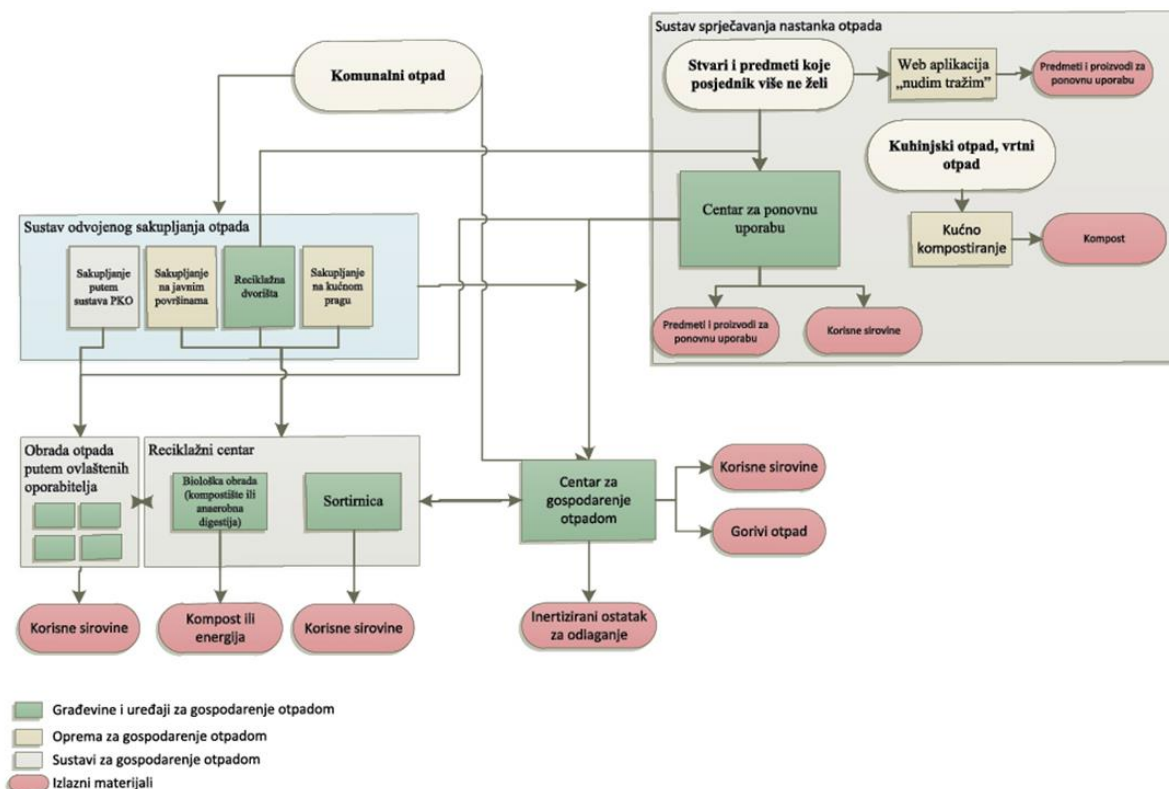 Sustav sprječavanja nastanka otpada
Komunalni otpad
Stvari i predmeti koje
posjednik više ne želi
Web aplikacija
„nudim tražim”
Predmeti i proizvodi za
ponovnu uporabu
Kuhinjski otpad, vrtni
otpad
Centar za ponovnu
uporabu
Kućno
kompostiranje
Kompost
Predmeti i proizvodi za
ponovnu uporabu
Korisne sirovine
Sustav odvojenog sakupljanja otpada
Sakupljanje
putem
sustava PKO
Sakupljanje
na javnim
površinama
Reciklažna
dvorišta
Sakupljanje
na kućnom
pragu
Obrada otpada
putem ovlaštenih
oporabitelja
Reciklažni centar
Biološka obrada
(kompostište ili
anaerobna
digestija)
Sortirnica
Centar za
gospodarenje
otpadom
Korisne sirovine
Gorivi otpad
Korisne sirovine
Kompost ili
energija
Korisne sirovine
Inertizirani ostatak
za odlaganje
Građevine i uređaji za gospodarenje otpadom
Oprema za gospodarenje otpadom
Sustavi za gospodarenje otpadom
Izlazni materijali